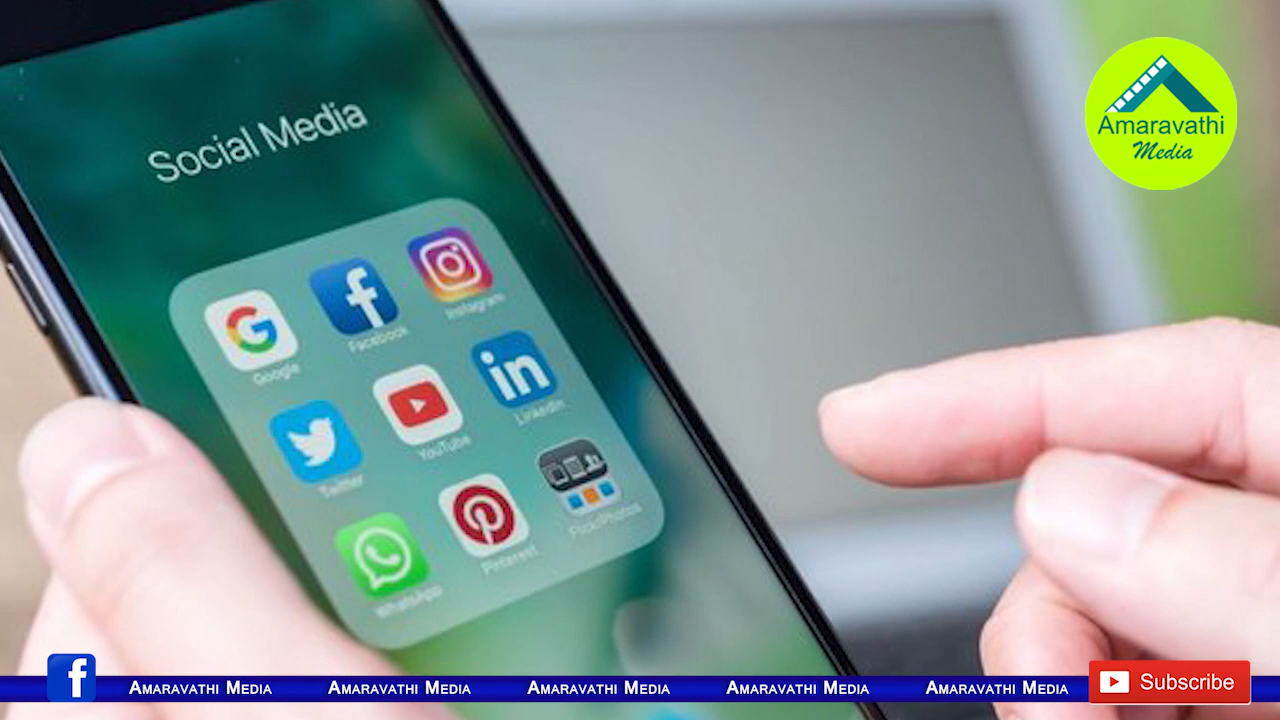 Social Media
Google
Facebook
Instagram
Twitter
YouTube
LinkedIn
WhatsApp
Pinterest
FlickrPhotos
Amaravathi
Media
Amaravathi Media Amaravathi Media Amaravathi Media Amaravathi Media Amaravathi Media
Subscribe